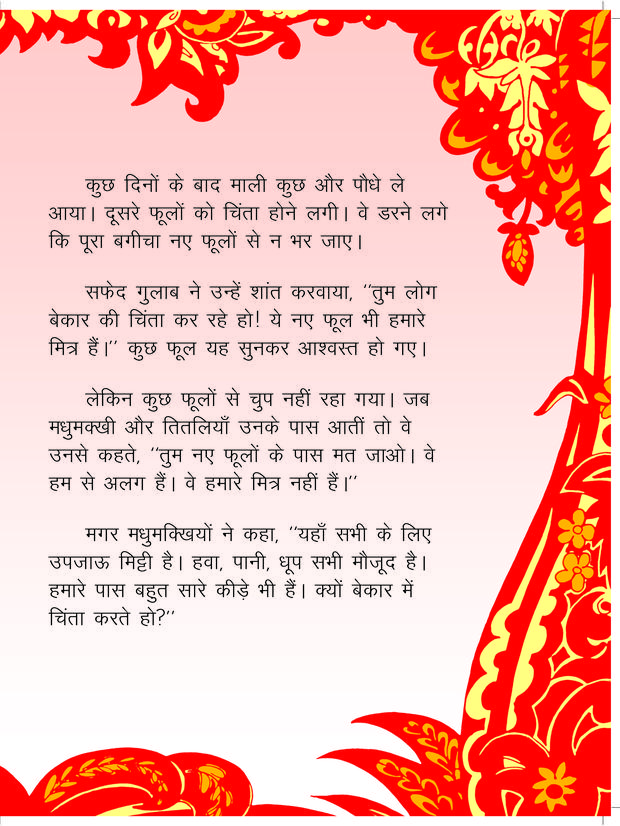 कुछ दिनों के बाद माली कुछ और पौधे ले
आया। दूसरे फूलों को चिंता होने लगी। वे डरने लगे
कि पूरा बगीचा नए फूलों से न भर जाए।
सफेद गुलाब ने उन्हें शांत करवाया, ‘‘तुम लोग
बेकार की चिंता कर रहे हो! ये नए फूल भी हमारे
मित्र हैं।’’ कुछ फूल यह सुनकर आश्वस्त हो गए।
लेकिन कुछ फूलों से चुप नहीं रहा गया। जब
मधुमक्खी और तितलियाँ उनके पास आतीं तो वे
उनसे कहते, ‘‘तुम नए फूलों के पास मत जाओ। वे
हम से अलग हैं। वे हमारे मित्र नहीं हैं।’’
मगर मधुमक्खियों ने कहा, ‘‘यहाँ सभी के लिए
उपजाऊ मिट्टी है। हवा, पानी, धूप सभी मौजूद है।
हमारे पास बहुत सारे कीड़े भी हैं। क्यों बेकार में
चिंता करते हो?’’